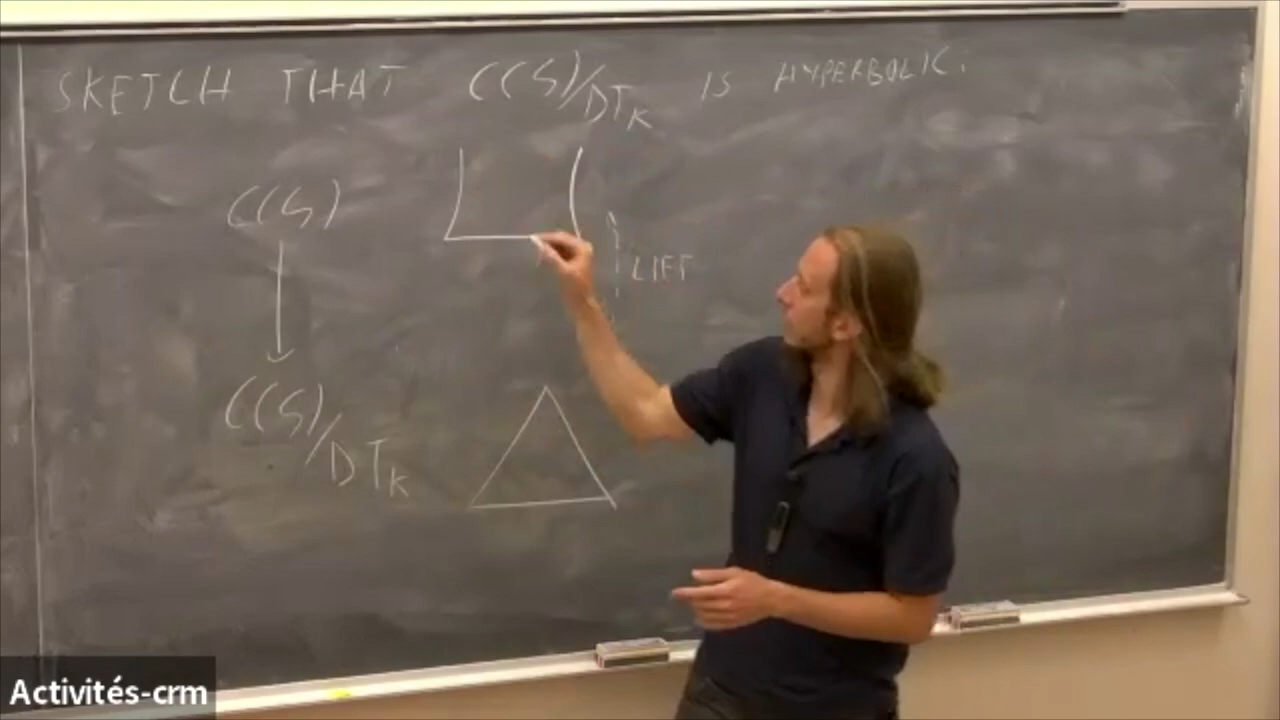 SKETCH THAT C(S)/DTK IS HYPERBOLIC.
C(S)
LIFT
C(S)/DTK
Activités-crm